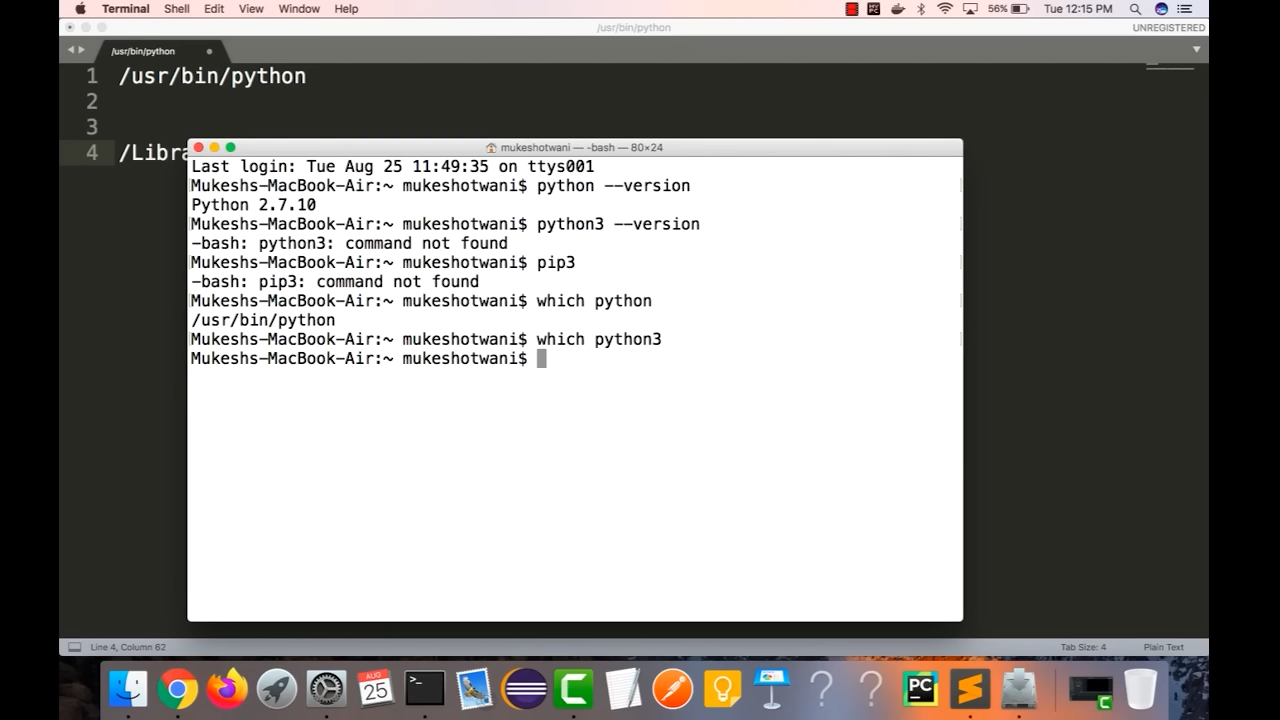 Terminal Shell Edit View Window Help 56% Tue 12:15 PM
/usr/bin/python UNREGISTERED
/usr/bin/python
1 /usr/bin/python
2
3
4 /Libra
mukeshotwani — -bash — 80×24
Last login: Tue Aug 25 11:49:35 on ttys001
Mukeshs-MacBook-Air:~ mukeshotwani$ python --version
Python 2.7.10
Mukeshs-MacBook-Air:~ mukeshotwani$ python3 --version
-bash: python3: command not found
Mukeshs-MacBook-Air:~ mukeshotwani$ pip3
-bash: pip3: command not found
Mukeshs-MacBook-Air:~ mukeshotwani$ which python
/usr/bin/python
Mukeshs-MacBook-Air:~ mukeshotwani$ which python3
Mukeshs-MacBook-Air:~ mukeshotwani$
Line 4, Column 62 Tab Size: 4 Plain Text
AUG
25
>_
PC